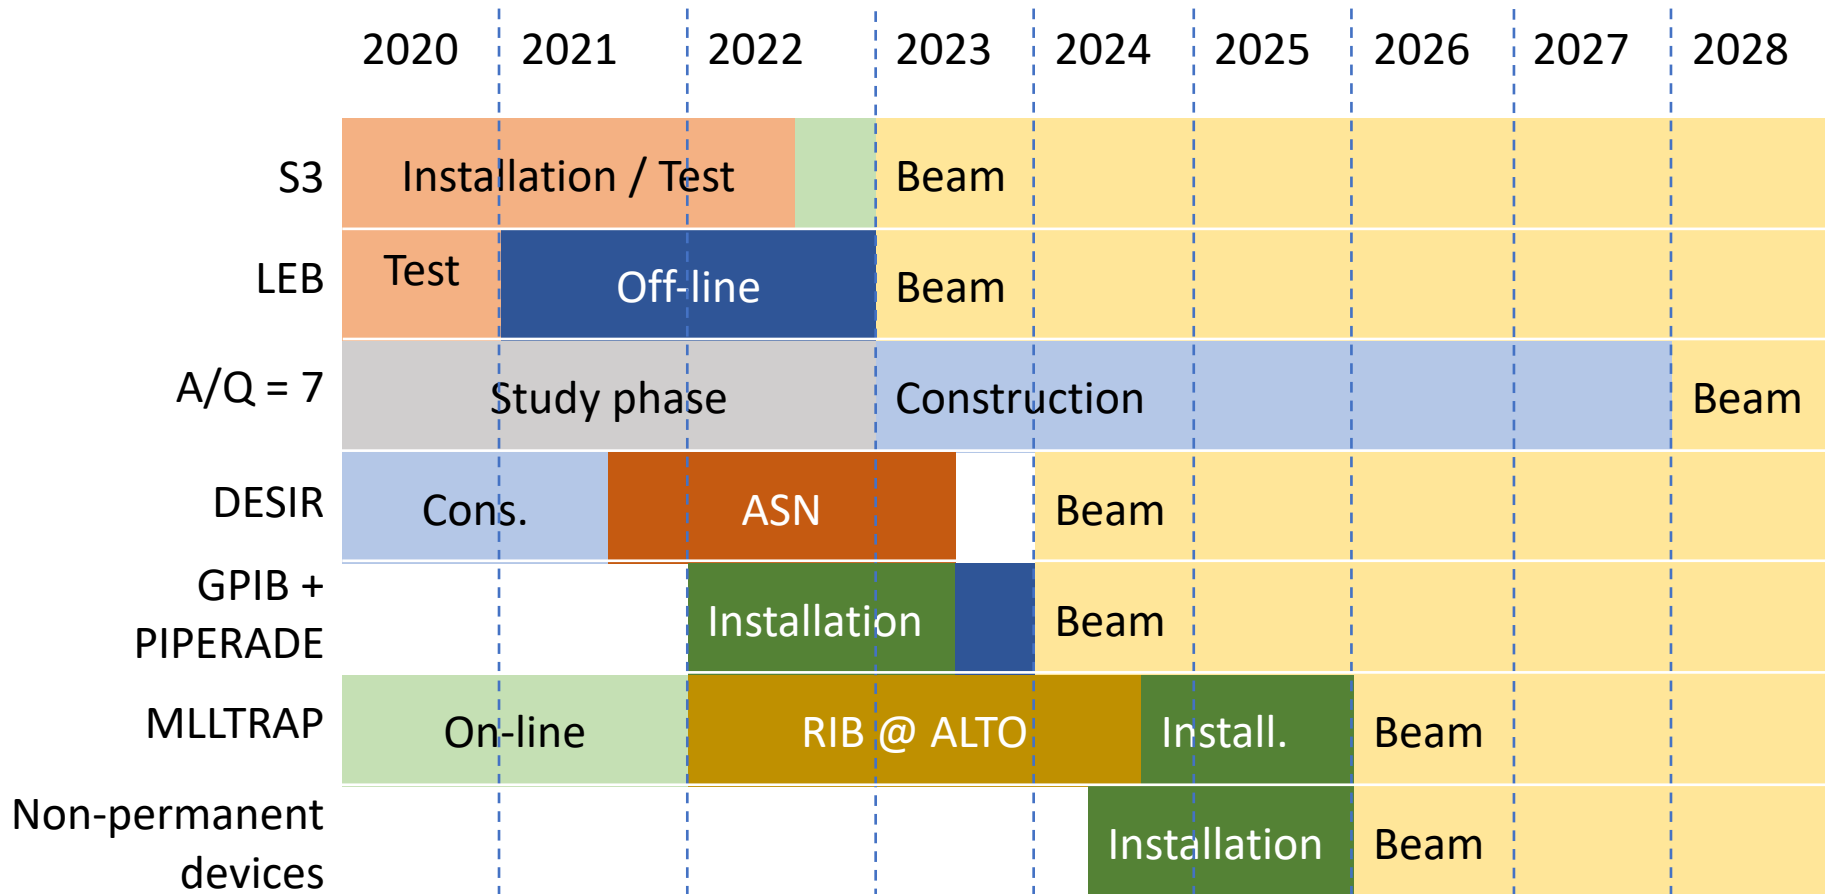 2020 2021 2022 2023 2024 2025 2026 2027 2028
S3 Installation / Test Beam
LEB Test Off-line Beam
A/Q = 7 Study phase Construction Beam
DESIR Cons. ASN Beam
GPIB +
PIPERADE Installation Beam
MLLTRAP On-line RIB @ ALTO Install. Beam
Non-permanent
devices Installation Beam